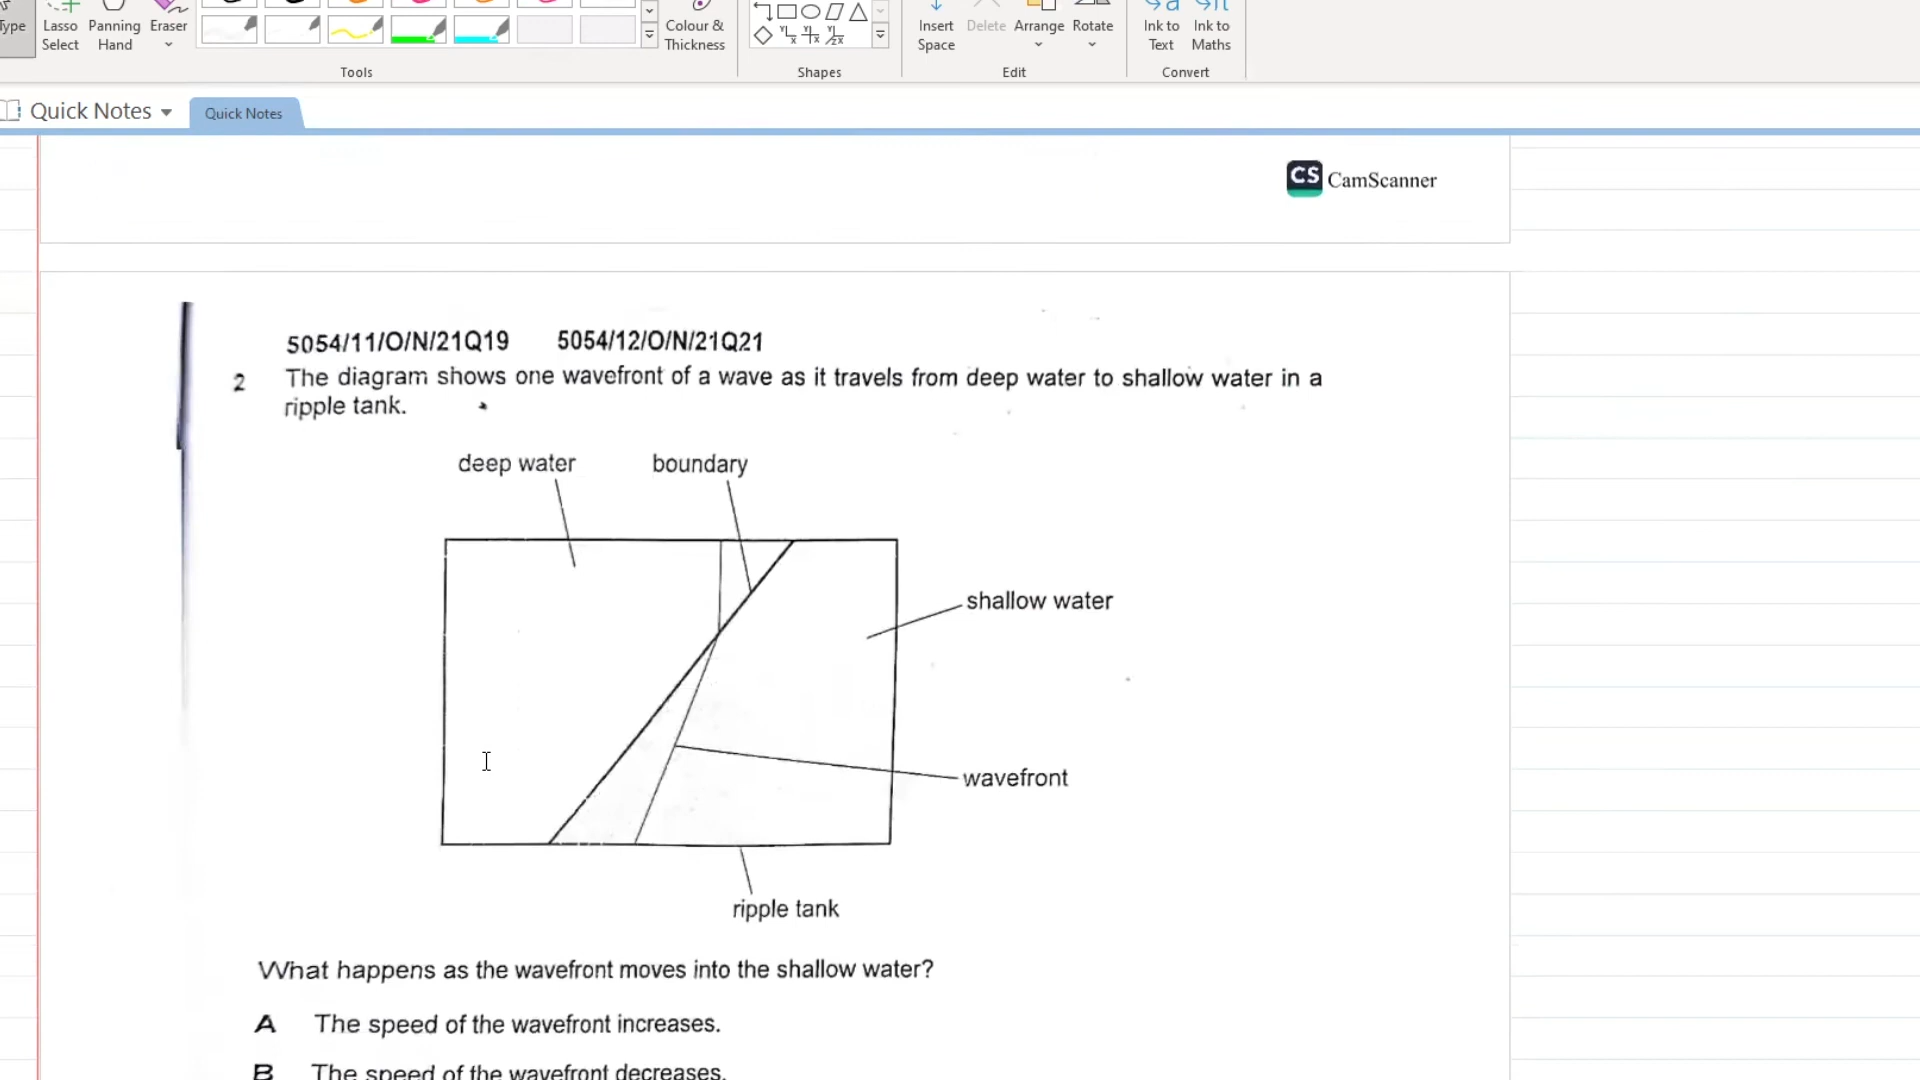 Type
Lasso Select
Panning Hand
Eraser
Colour & Thickness
Insert Space
Delete
Arrange
Rotate
Ink to Text
Ink to Maths
Tools
Shapes
Edit
Convert
Quick Notes
Quick Notes
CS CamScanner
5054/11/O/N/21Q19 5054/12/O/N/21Q21
2 The diagram shows one wavefront of a wave as it travels from deep water to shallow water in a
ripple tank.
deep water
boundary
shallow water
wavefront
ripple tank
What happens as the wavefront moves into the shallow water?
A The speed of the wavefront increases.
B The speed of the wavefront decreases.